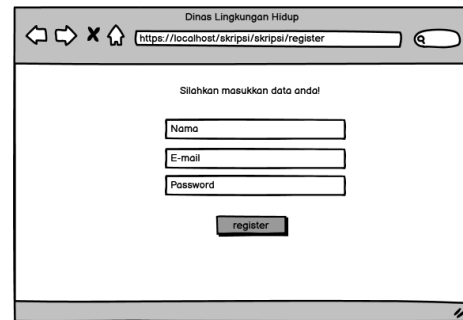 Dinas Lingkungan Hidup
https://localhost/skripsi/skripsi/register
Silahkan masukkan data anda!
Nama
E-mail
Password
register